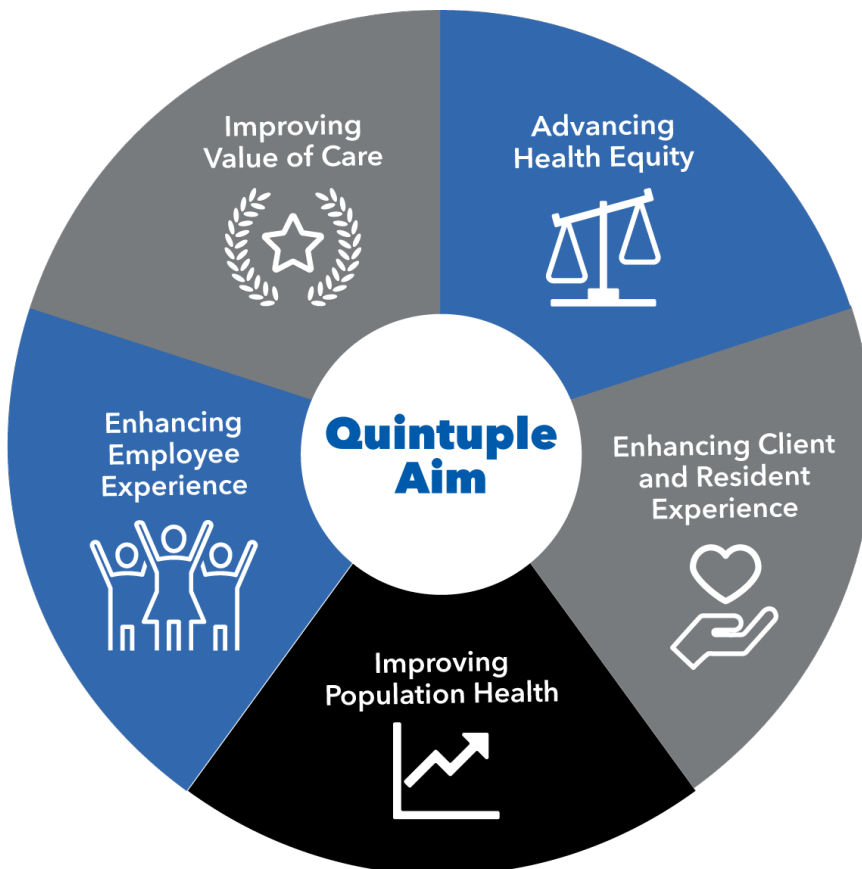 Improving
Value of Care
Advancing
Health Equity
Enhancing
Employee
Experience
Quintuple
Aim
Enhancing Client
and Resident
Experience
Improving
Population Health